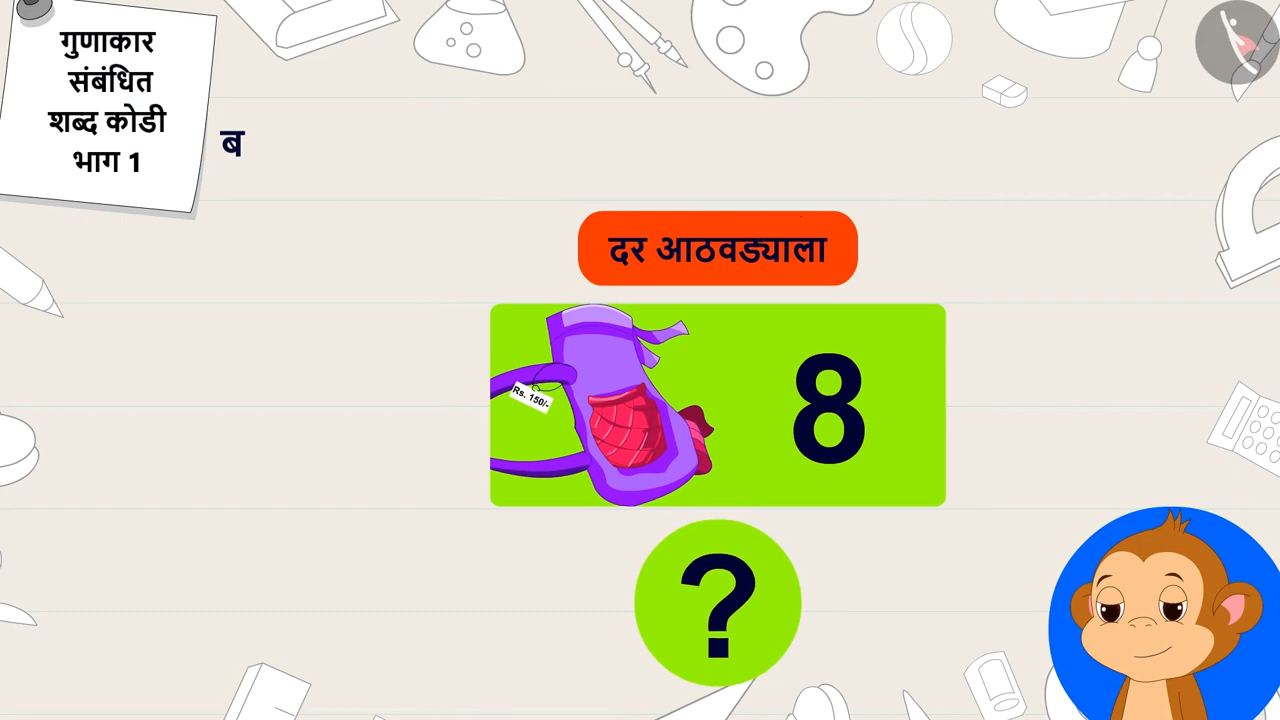 गुणाकार
संबंधित
शब्द कोडी
भाग 1
ब
दर आठवड्याला
Rs. 150/-
8
?